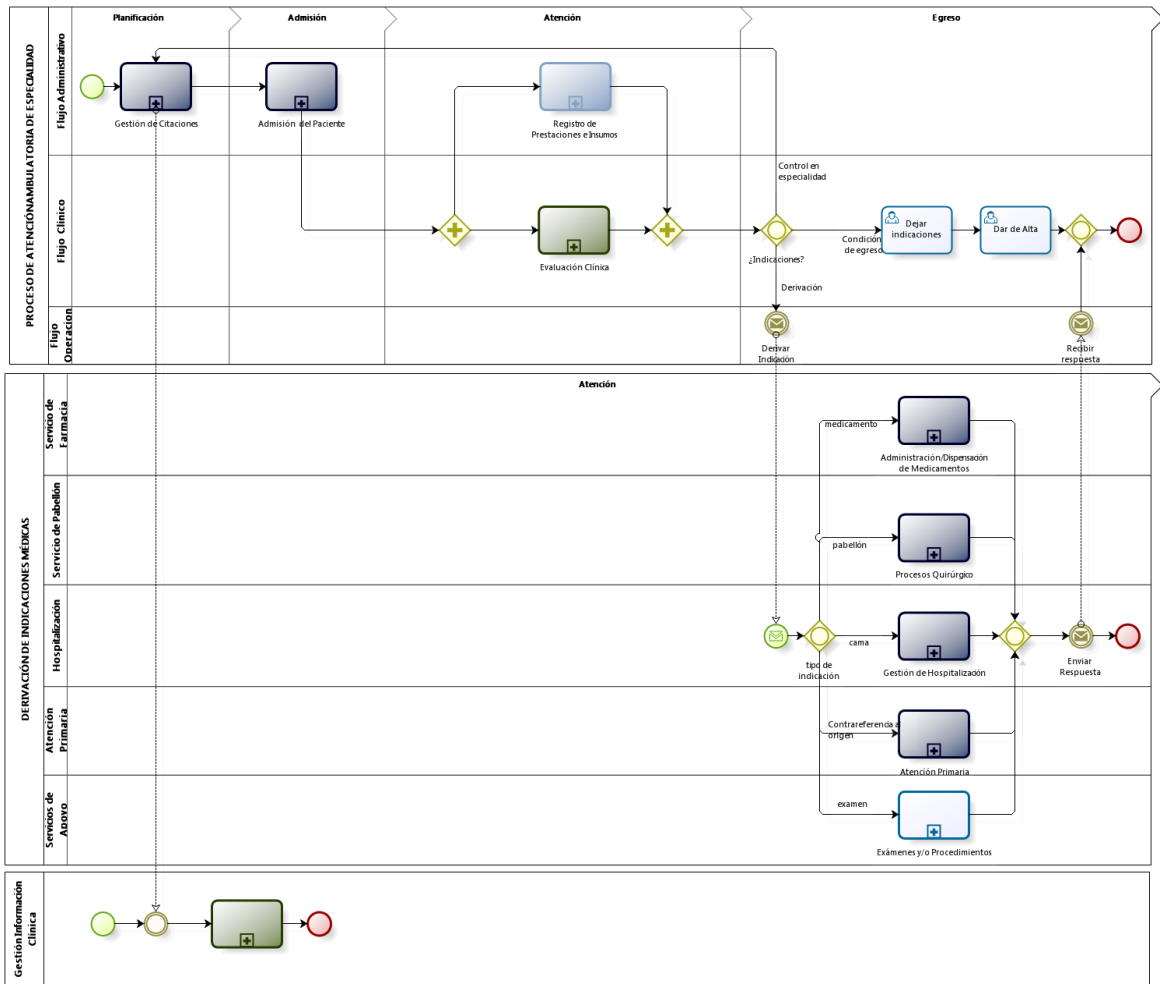 Planificación
Admisión
Atención
Egreso
PROCESO DE ATENCIÓN AMBULATORIA DE ESPECIALIDAD
Flujo Administrativo
Gestión de Citaciones
Admisión del Paciente
Registro de
Prestaciones e Insumos
Flujo Clínico
Control en
especialidad
Evaluación Clínica
¿Indicaciones?
Condición
de egreso
Dejar
indicaciones
Dar de Alta
Derivación
Flujo
Operacion
Derivar
Indicación
Recibir
respuesta
DERIVACIÓN DE INDICACIONES MÉDICAS
Atención
Servicio de
Farmacia
medicamento
Administración/Dispensación
de Medicamentos
Servicio de Pabellón
pabellón
Procesos Quirúrgico
Hospitalización
tipo de
indicación
cama
Gestión de Hospitalización
Enviar
Respuesta
Atención
Primaria
Contrareferencia a
origen
Atención Primaria
Servicios de
Apoyo
examen
Exámenes y/o Procedimientos
Gestión Información
Clínica